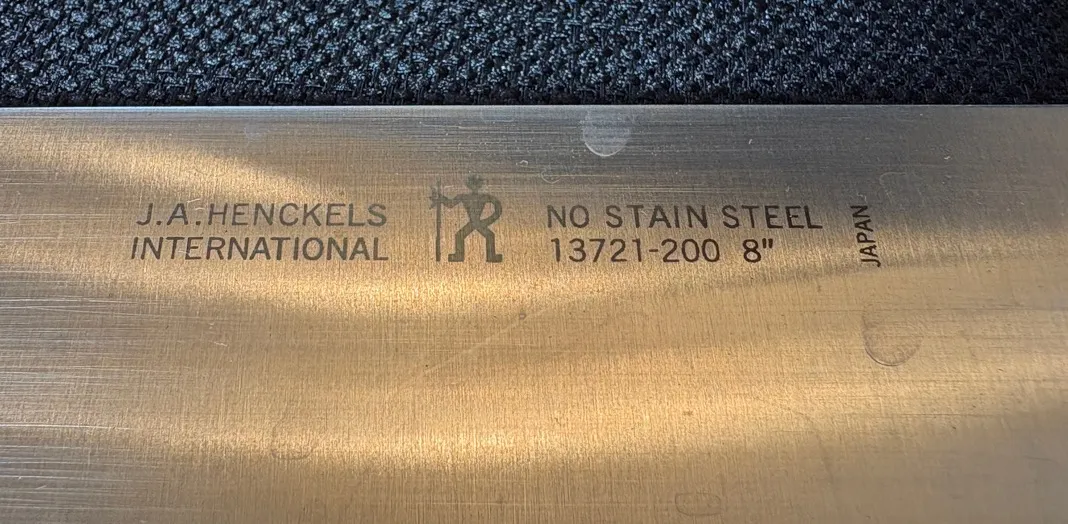 J.A.HENCKELS
INTERNATIONAL
NO STAIN STEEL
13721-200 8"
JAPAN